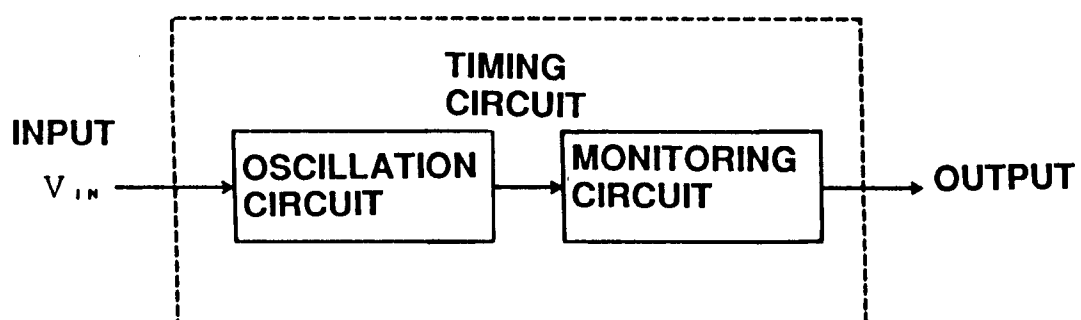 TIMING
CIRCUIT
INPUT
V IN
OSCILLATION
CIRCUIT
MONITORING
CIRCUIT
OUTPUT